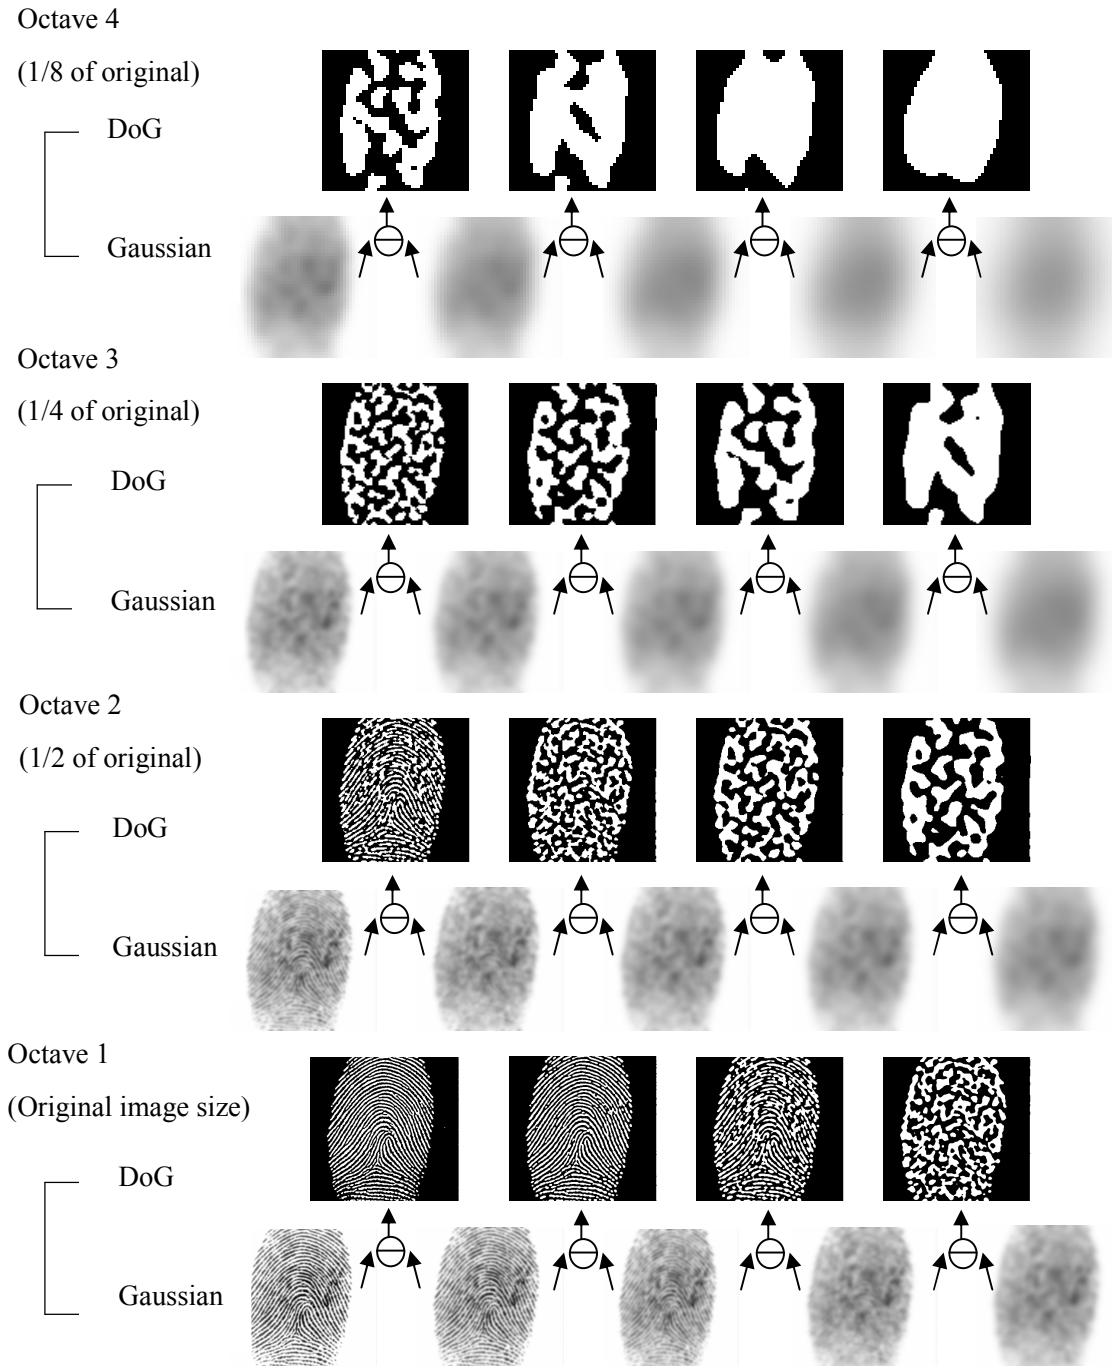 Octave 4
(1/8 of original)
DoG
Gaussian
Octave 3
(1/4 of original)
DoG
Gaussian
Octave 2
(1/2 of original)
DoG
Gaussian
Octave 1
(Original image size)
DoG
Gaussian